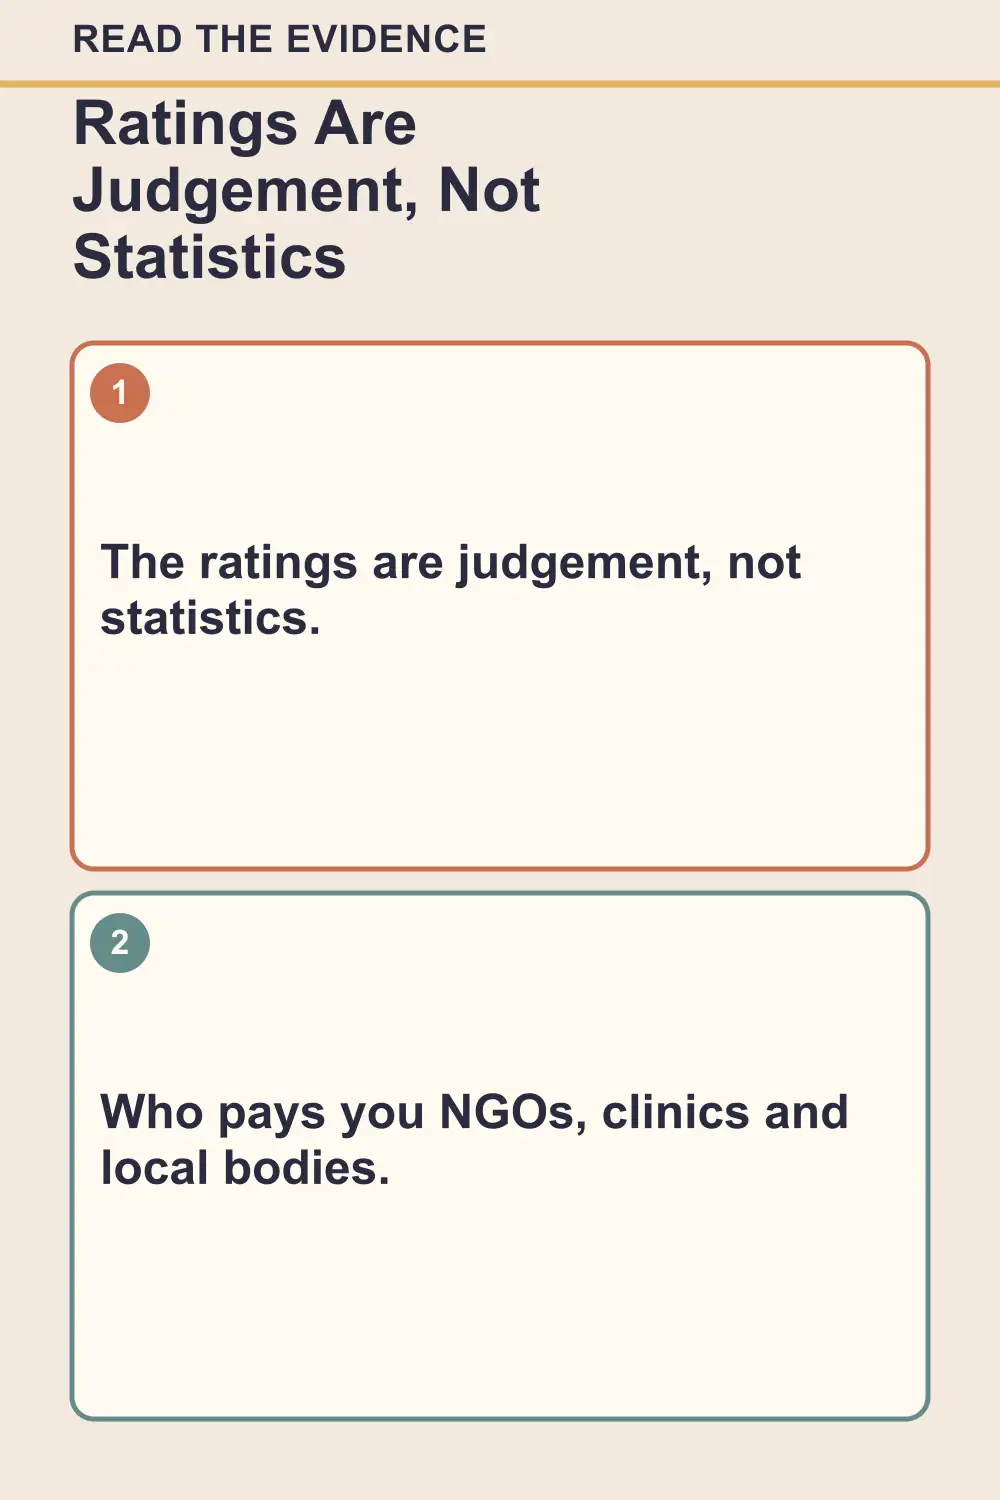 READ THE EVIDENCE
Ratings Are
Judgement, Not
Statistics
1
The ratings are judgement, not
statistics.
2
Who pays you NGOs, clinics and
local bodies.